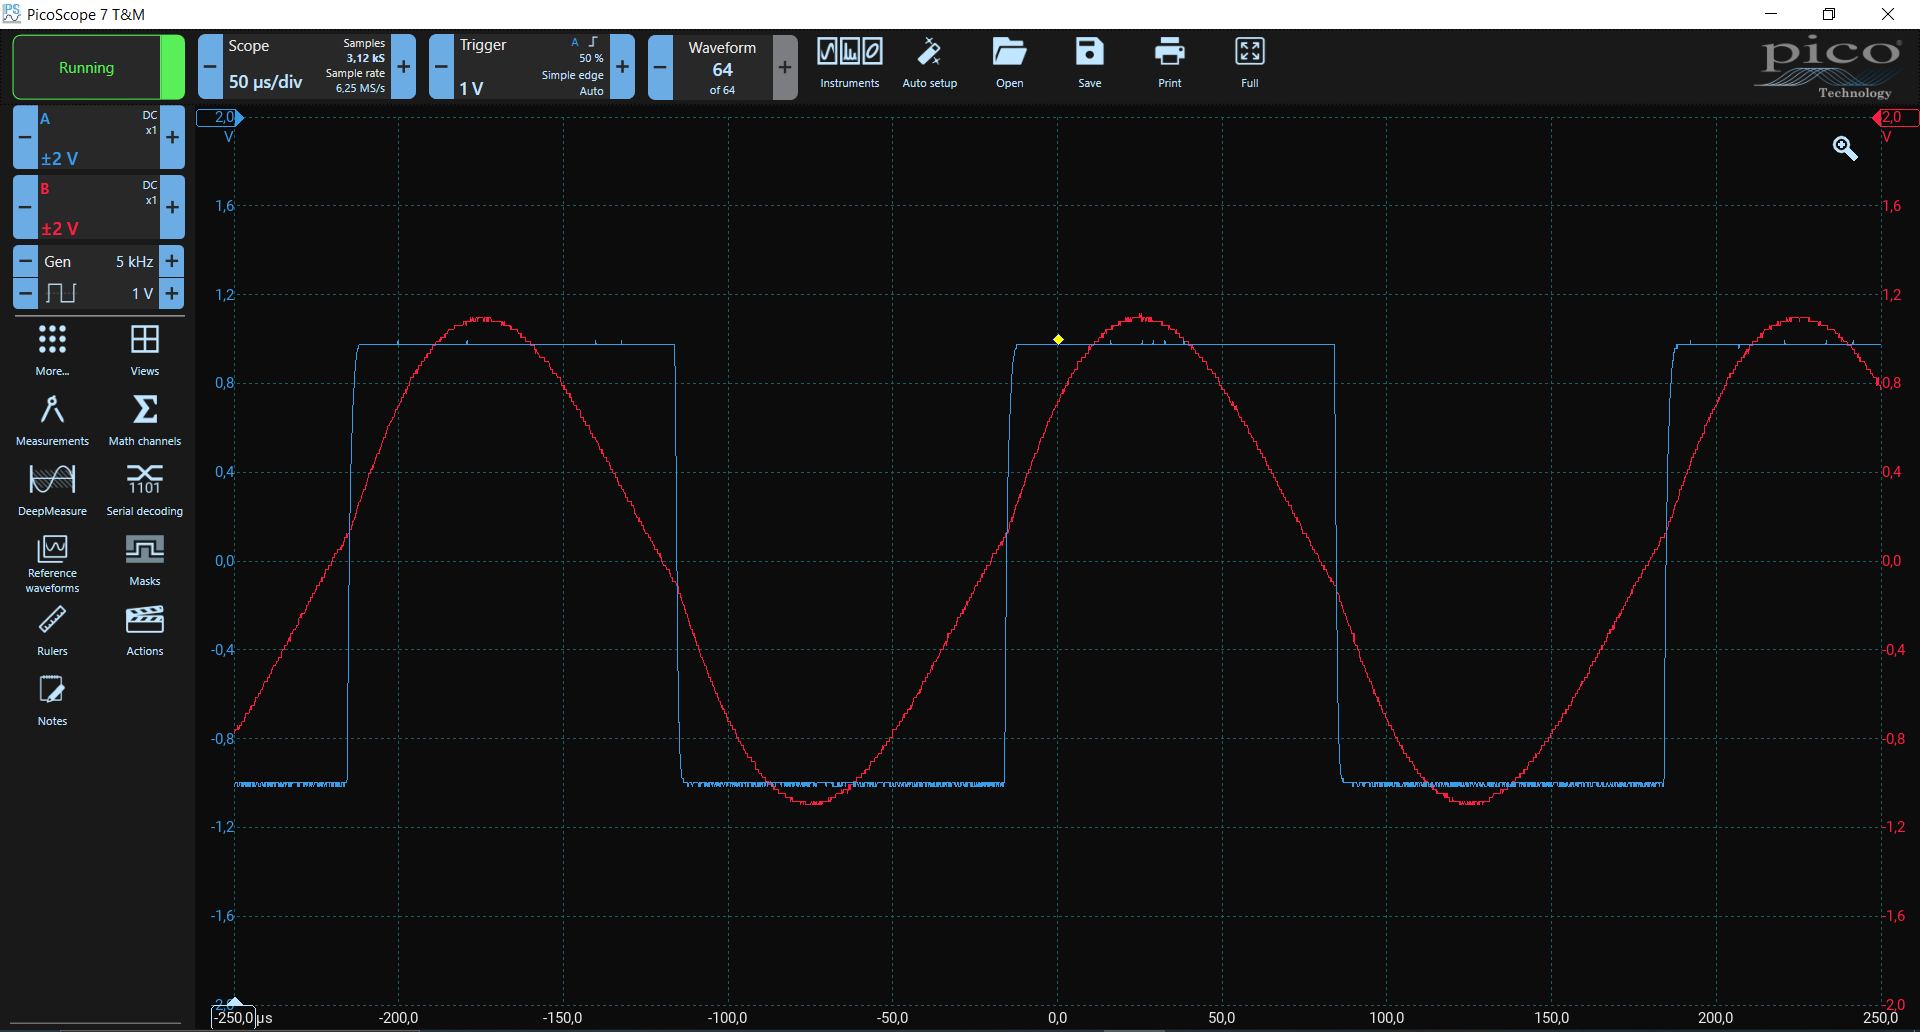 PicoScope 7 T&M
Running
Scope
50 µs/div
Samples
3,12 kS
Sample rate
6,25 MS/s
Trigger
1 V
A
50 %
Simple edge
Auto
Waveform
64
of 64
Instruments
Auto setup
Open
Save
Print
Full
pico
Technology
A
DC
x1
±2 V
B
DC
x1
±2 V
Gen
5 kHz
1 V
More...
Views
Measurements
Math channels
DeepMeasure
1101
Serial decoding
Reference
waveforms
Masks
Rulers
Actions
Notes
2,0
V
1,6
1,2
0,8
0,4
0,0
-0,4
-0,8
-1,2
-1,6
-2,0
2,0
V
1,6
1,2
0,8
0,4
0,0
-0,4
-0,8
-1,2
-1,6
-2,0
-250,0 µs
-200,0
-150,0
-100,0
-50,0
0,0
50,0
100,0
150,0
200,0
250,0